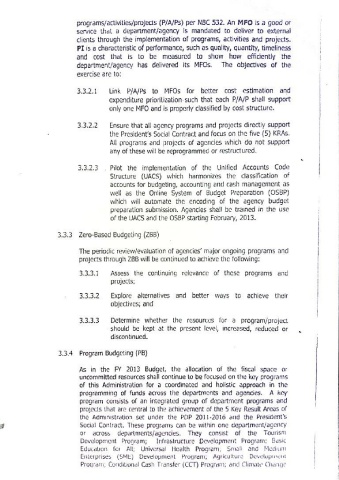 programs/activities/projects (P/A/Ps) per NBC 532. An MFO is a good or
service that a department/agency is mandated to deliver to external
clients through the implementation of programs, activities and projects.
PI is a characteristic of performance, such as quality, quantity, timeliness
and cost that is to be measured to show how efficiently the
department/agency has delivered its MFOs. The objectives of the
exercise are to:
3.3.2.1 Link P/A/Ps to MFOs for better cost estimation and
expenditure prioritization such that each P/A/P shall support
only one MFO and is properly classified by cost structure.
3.3.2.2 Ensure that all agency programs and projects directly support
the President's Social Contract and focus on the five (5) KRAs.
All programs and projects of agencies which do not support
any of these will be reprogrammed or restructured.
3.3.2.3 Pilot the implementation of the Unified Accounts Code
Structure (UACS) which harmonizes the classification of
accounts for budgeting, accounting and cash management as
well as the Online System of Budget Preparation (OSBP)
which will automate the encoding of the agency budget
preparation submission. Agencies shall be trained in the use
of the UACS and the OSBP starting February, 2013.
3.3.3 Zero-Based Budgeting (ZBB)
The periodic review/evaluation of agencies' major ongoing programs and
projects through ZBB will be continued to achieve the following:
3.3.3.1 Assess the continuing relevance of these programs and
projects;
3.3.3.2 Explore alternatives and better ways to achieve their
objectives; and
3.3.3.3 Determine whether the resources for a program/project
should be kept at the present level, increased, reduced or
discontinued.
3.3.4 Program Budgeting (PB)
As in the FY 2013 Budget, the allocation of the fiscal space or
uncommitted resources shall continue to be focused on the key programs
of this Administration for a coordinated and holistic approach in the
programming of funds across the departments and agencies. A key
program consists of an integrated group of department programs and
projects that are central to the achievement of the 5 Key Result Areas of
the Administration set under the PDP 2011-2016 and the President's
Social Contract. These programs can be within one department/agency
or across departments/agencies. They consist of the Tourism
Development Program; Infrastructure Development Program; Basic
Education for All; Universal Health Program; Small and Medium
Enterprises (SME) Development Program; Agriculture Development
Program; Conditional Cash Transfer (CCT) Program; and Climate Change